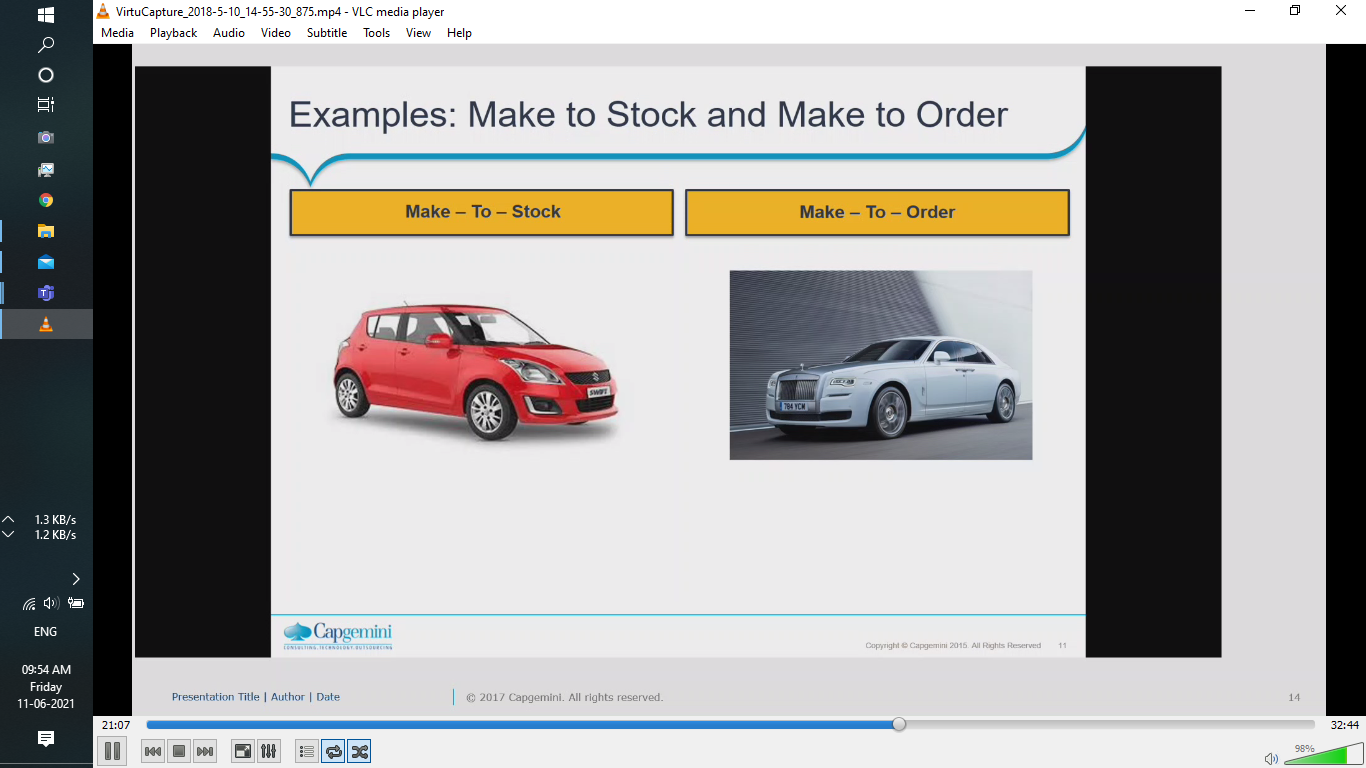 VirtuCapture_2018-5-10_14-55-30_875.mp4 - VLC media player
Media Playback Audio Video Subtitle Tools View Help
Examples: Make to Stock and Make to Order
Make – To – Stock
Make – To – Order
SWIFT
784 YCW
Capgemini
CONSULTING.TECHNOLOGY.OUTSOURCING
Copyright © Capgemini 2015. All Rights Reserved 11
Presentation Title | Author | Date
© 2017 Capgemini. All rights reserved.
14
21:07
32:44
98%
1.3 KB/s
1.2 KB/s
ENG
09:54 AM
Friday
11-06-2021